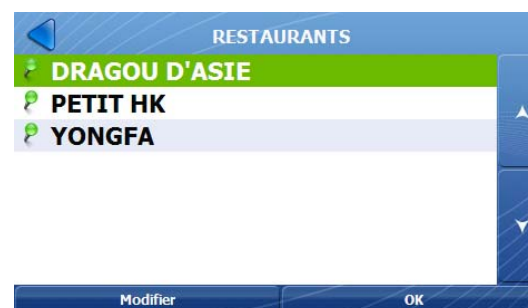 RESTAURANTS
DRAGOU D'ASIE
PETIT HK
YONGFA
Modifier
OK